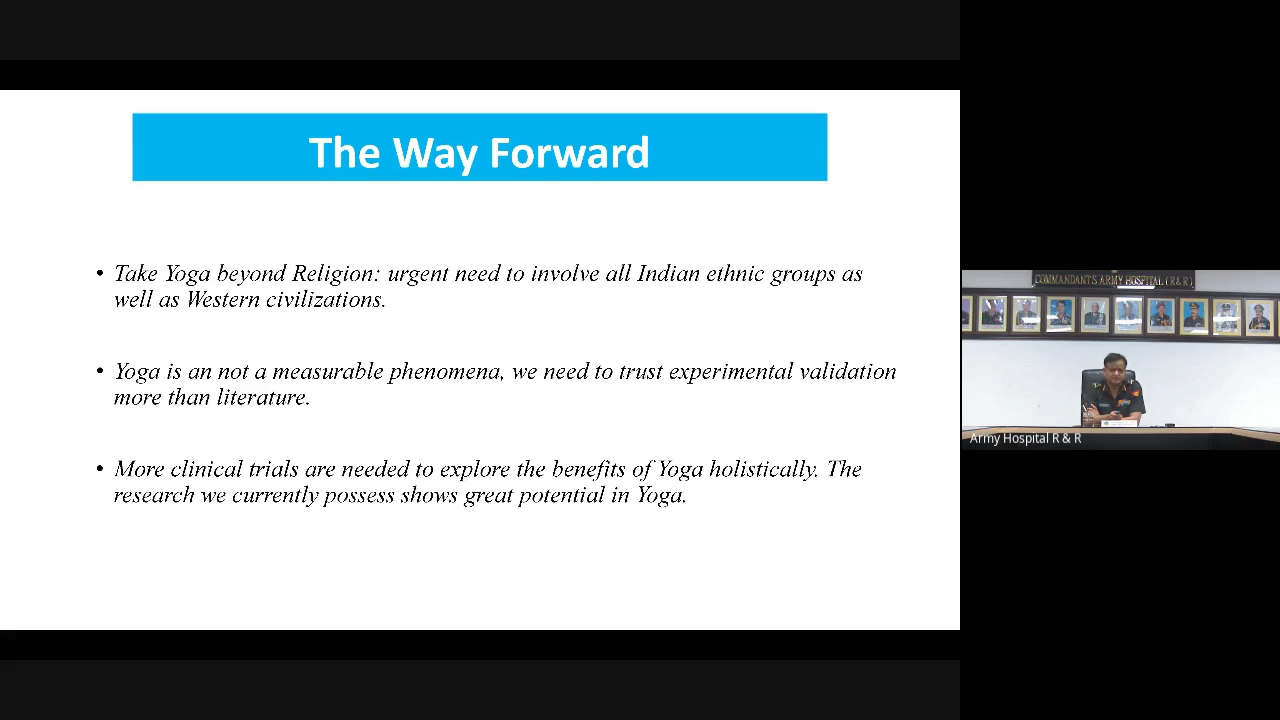 The Way Forward
• Take Yoga beyond Religion: urgent need to involve all Indian ethnic groups as
well as Western civilizations.
• Yoga is an not a measurable phenomena, we need to trust experimental validation
more than literature.
• More clinical trials are needed to explore the benefits of Yoga holistically. The
research we currently possess shows great potential in Yoga.
COMMANDANT'S ARMY HOSPITAL (R & R)
Army Hospital R & R